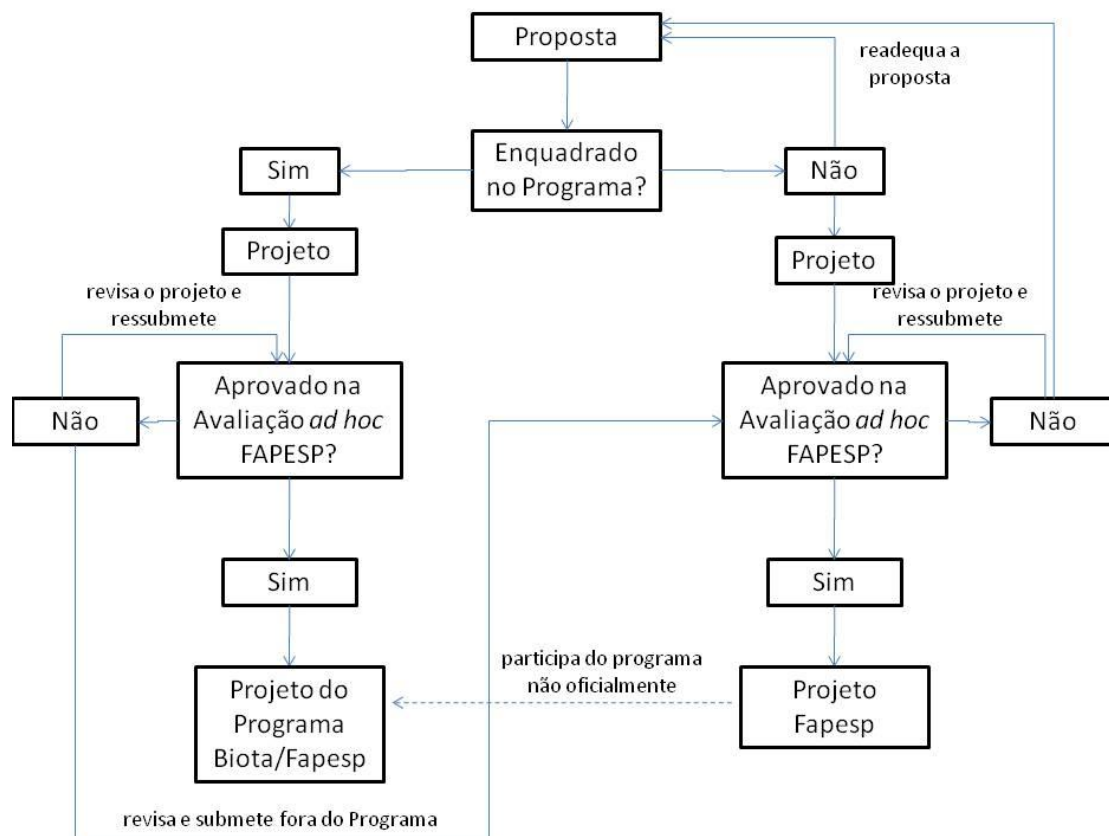 Proposta
readequa a
proposta
Sim
Enquadrado
no Programa?
Não
Projeto
Projeto
revisa o projeto e
ressubmete
revisa o projeto e
ressubmete
Não
Aprovado na
Avaliação ad hoc
FAPESP?
Aprovado na
Avaliação ad hoc
FAPESP?
Não
Sim
Sim
participa do programa
não oficialmente
Projeto do
Programa
Biota/Fapesp
Projeto
Fapesp
revisa e submete fora do Programa